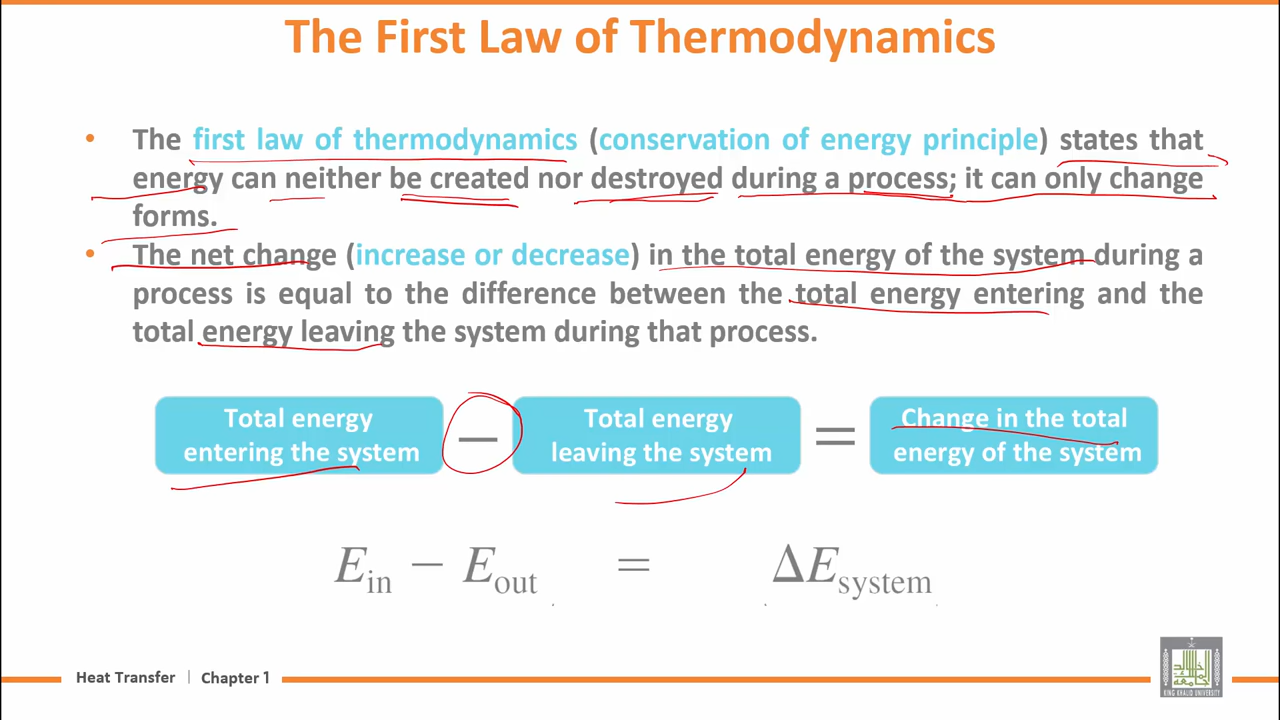 The First Law of Thermodynamics
• The first law of thermodynamics (conservation of energy principle) states that
energy can neither be created nor destroyed during a process; it can only change
forms.
• The net change (increase or decrease) in the total energy of the system during a
process is equal to the difference between the total energy entering and the
total energy leaving the system during that process.
Total energy
entering the system
−
Total energy
leaving the system
=
Change in the total
energy of the system
E_in − E_out = ΔE_system
Heat Transfer | Chapter 1
KING KHALID UNIVERSITY